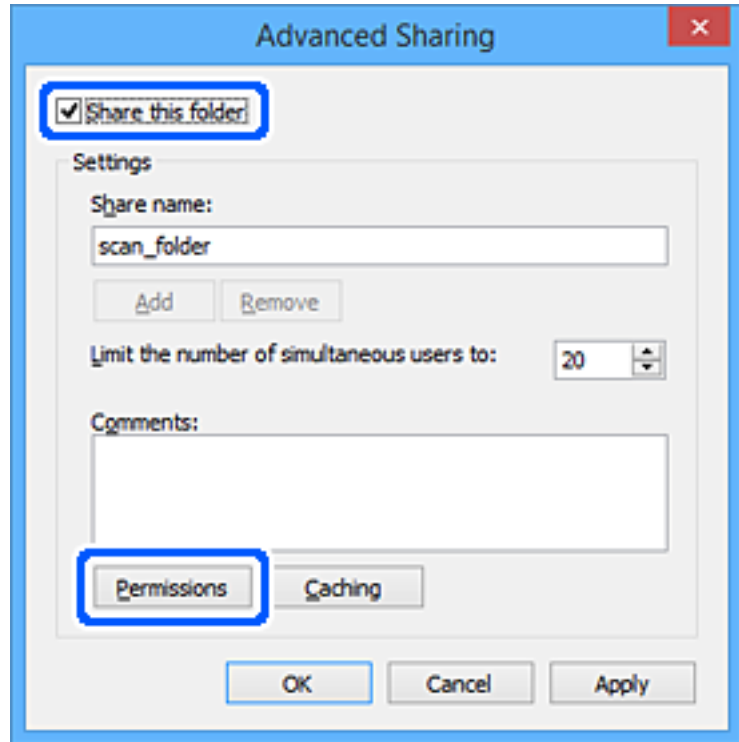 Advanced Sharing
Share this folder
Settings
Share name:
scan_folder
Add Remove
Limit the number of simultaneous users to: 20
Comments:
Permissions Caching
OK Cancel Apply